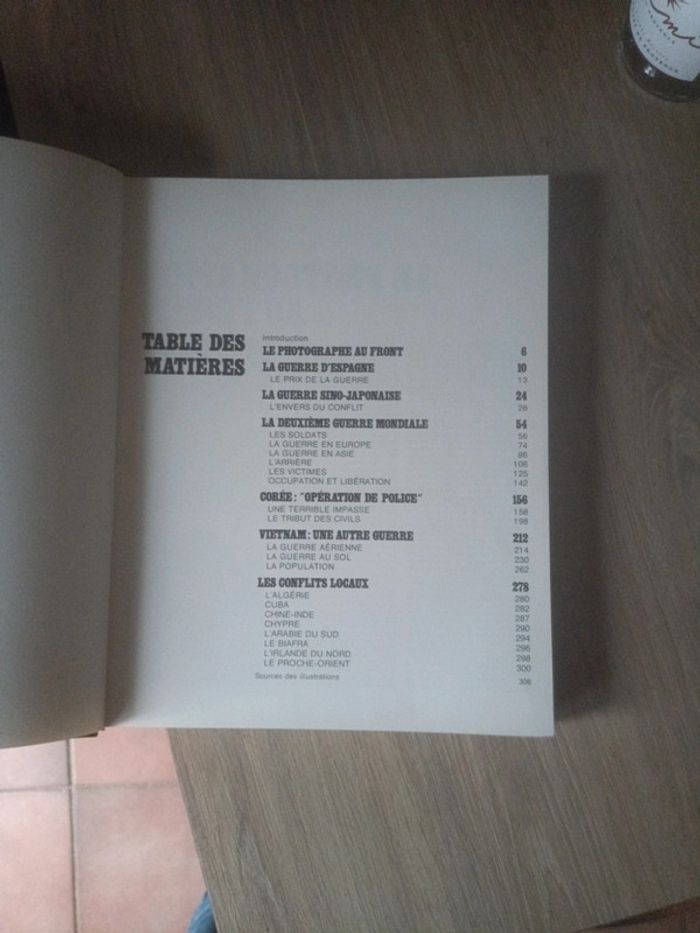 TABLE DES
MATIÈRES
Introduction
LE PHOTOGRAPHE AU FRONT 6
LA GUERRE D'ESPAGNE 10
LE PRIX DE LA GUERRE 13
LA GUERRE SINO-JAPONAISE 24
L'ENVERS DU CONFLIT 26
LA DEUXIÈME GUERRE MONDIALE 54
LES SOLDATS 56
LA GUERRE EN EUROPE 74
LA GUERRE EN ASIE 86
L'ARRIÈRE 106
LES VICTIMES 125
OCCUPATION ET LIBÉRATION 142
CORÉE: "OPÉRATION DE POLICE" 156
UNE TERRIBLE IMPASSE 158
LE TRIBUT DES CIVILS 198
VIETNAM: UNE AUTRE GUERRE 212
LA GUERRE AÉRIENNE 214
LA GUERRE AU SOL 230
LA POPULATION 262
LES CONFLITS LOCAUX 278
L'ALGÉRIE 280
CUBA 282
CHINE-INDE 287
CHYPRE 290
L'ARABIE DU SUD 294
LE BIAFRA 296
L'IRLANDE DU NORD 298
LE PROCHE-ORIENT 300
Sources des illustrations 306